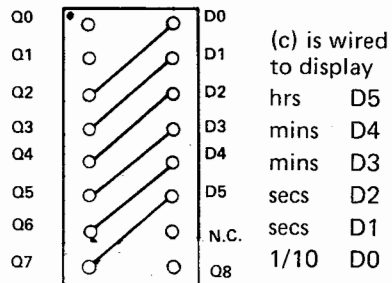 Q0 D0
Q1 D1
Q2 D2
Q3 D3
Q4 D4
Q5 D5
Q6 N.C.
Q7 Q8
(c) is wired
to display
hrs D5
mins D4
mins D3
secs D2
secs D1
1/10 D0